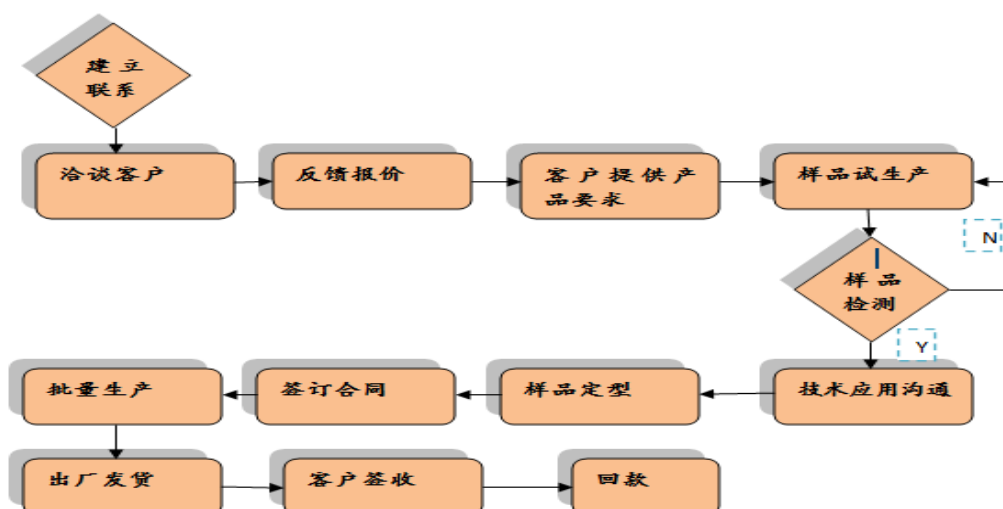 建立
联系
洽谈客户
反馈报价
客户提供产
品要求
样品试生产
N
样品
检测
Y
批量生产
签订合同
样品定型
技术应用沟通
出厂发货
客户签收
回款